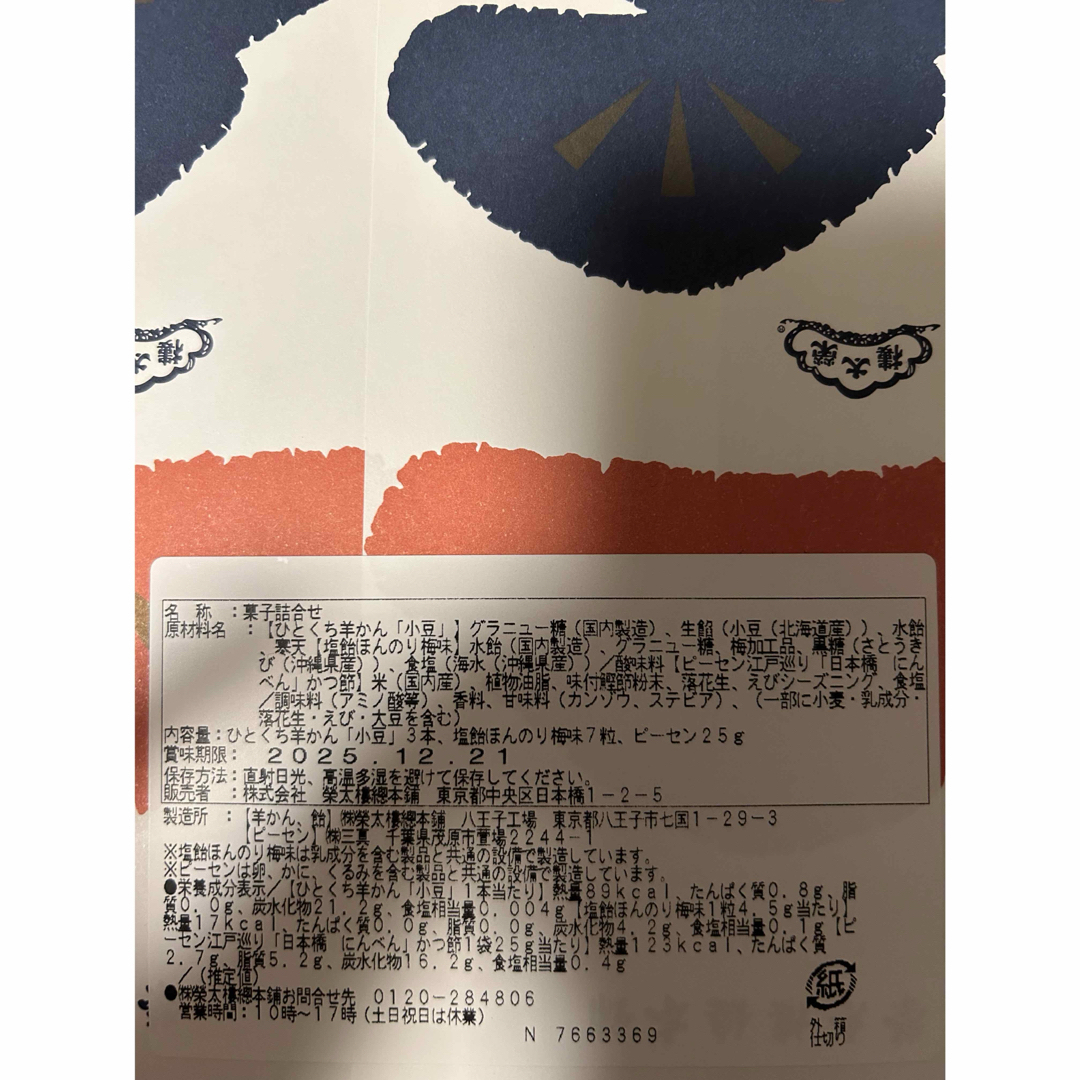 榮太樓
®
名　称　：菓子詰合せ
原材料名　：【ひとくち羊かん「小豆」】グラニュー糖（国内製造）、生餡（小豆（北海道産））、水飴
、寒天【塩飴ほんのり梅味】水飴（国内製造）、グラニュー糖、梅加工品、黒糖（さとうき
び（沖縄県産））、食塩（海水（沖縄県産））／酸味料【ピーセン江戸巡り「日本橋　にん
べん」かつ節】米（国内産）、植物油脂、味付鰹節粉末、落花生、えびシーズニング、食塩
／調味料（アミノ酸等）、香料、甘味料（カンゾウ、ステビア）、（一部に小麦・乳成分・
落花生・えび・大豆を含む）
内容量：ひとくち羊かん「小豆」３本、塩飴ほんのり梅味７粒、ピーセン２５ｇ
賞味期限：　２０２５．１２．２１
保存方法：直射日光、高温多湿を避けて保存してください。
販売者　：株式会社　榮太樓總本鋪　東京都中央区日本橋１－２－５
製造所　：【羊かん、飴】㈱榮太樓總本鋪　八王子工場　東京都八王子市七国１－２９－３
【ピーセン】㈱三真　千葉県茂原市萱場２２４４－１
※塩飴ほんのり梅味は乳成分を含む製品と共通の設備で製造しています。
※ピーセンは卵、かに、くるみを含む製品と共通の設備で製造しています。
●栄養成分表示／【ひとくち羊かん「小豆」１本当たり】熱量８９ｋｃａｌ、たんぱく質０．８ｇ、脂
質０．０ｇ、炭水化物２１．２ｇ、食塩相当量０．００４ｇ【塩飴ほんのり梅味１粒４．５ｇ当たり】
熱量１７ｋｃａｌ、たんぱく質０．０ｇ、脂質０．０ｇ、炭水化物４．２ｇ、食塩相当量０．１ｇ【ピ
ーセン江戸巡り「日本橋　にんべん」かつ節１袋２５ｇ当たり】熱量１２３ｋｃａｌ、たんぱく質
２．７ｇ、脂質５．２ｇ、炭水化物１６．２ｇ、食塩相当量０．４ｇ
／（推定値）
●㈱榮太樓總本鋪お問合せ先　０１２０－２８４８０６
営業時間：１０時～１７時（土日祝日は休業）
紙
外箱
仕切り
Ｎ　７６６３３６９